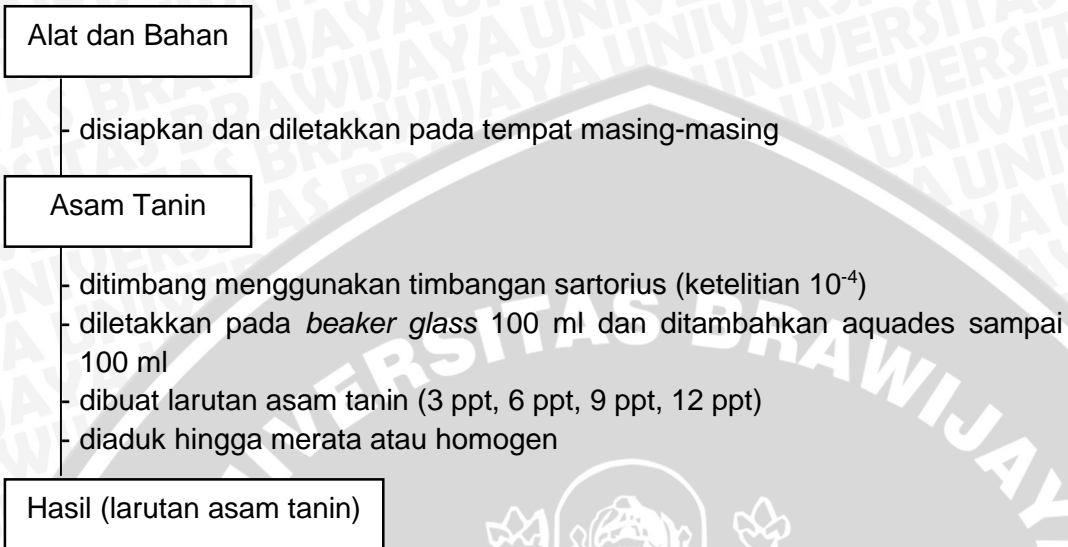 Alat dan Bahan
- disiapkan dan diletakkan pada tempat masing-masing
Asam Tanin
- ditimbang menggunakan timbangan sartorius (ketelitian 10⁻⁴)
- diletakkan pada beaker glass 100 ml dan ditambahkan aquades sampai
100 ml
- dibuat larutan asam tanin (3 ppt, 6 ppt, 9 ppt, 12 ppt)
- diaduk hingga merata atau homogen
Hasil (larutan asam tanin)
UNIVERSITAS BRAWIJAYA